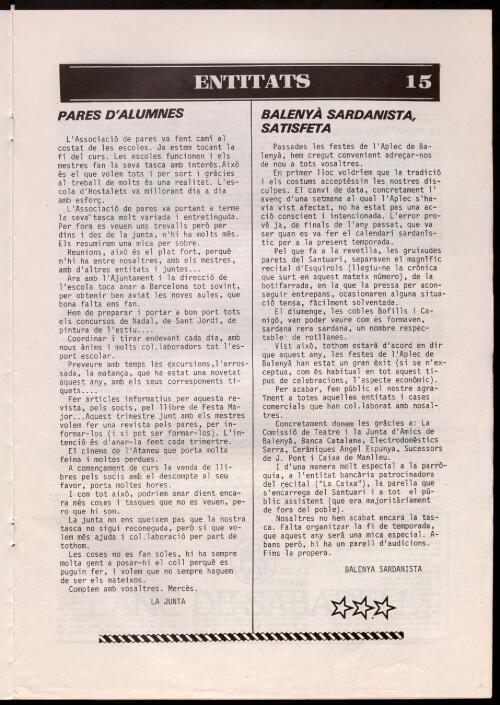 ENTITATS 15
PARES D'ALUMNES
L'Associació de pares va fent camí al
costat de les escoles. Ja estem tocant la
fi del curs. Les escoles funcionen i els
mestres fan la seva tasca amb interès.Això
és el que volem tots i per sort i gràcies
al treball de molts és una realitat. L'es-
cola d'Hostalets va millorant dia a dia
amb esforç.
L'Associació de pares va portant a terme
la seva tasca molt variada i entretinguda.
Per fora es veuen uns trevalls però per
dins i des de la junta, n'hi ha molts més.
Els resumirem una mica per sobre.
Reunions, això és el plat fort, perquè
n'hi ha entre nosaltres, amb els mestres,
amb d'altres entitats i juntes...
Ara amb l'Ajuntament i la direcció de
l'escola toca anar a Barcelona tot sovint,
per obtenir ben aviat les noves aules, que
bona falta ens fan.
Hem de preparar i portar a bon port tots
els concursos de Nadal, de Sant Jordi, de
pintura de l'estiu....
Coordinar i tirar endevant cada dia, amb
nous ànims i molts col.laboradors tot l'es-
port escolar.
Preveure amb temps les excursions,l'arros-
sada, la matança, que ha estat una novetat
aquest any, amb els seus corresponents ti-
quets....
Fer articles informatius per aquesta re-
vista, pels socis, pel llibre de Festa Ma-
jor...Aquest trimestre junt amb els mestres
volem fer una revista pels pares, per in-
formar-los (i si pot ser formar-los). L'in-
tenció és d'anar-la fent cada trimertre.
El cinema de l'Ataneu que porta molta
feina i moltes perdues.
A començament de curs la venda de lli-
bres pels socis amb el descompte al seu
favor, porta moltes hores.
I com tot això, podriem anar dient enca-
ra més coses i tasques que no es veuen, pe-
ro que hi son.
La junta no ens queixem pas que la nostra
tasca no sigui reconeguda, però si que vo-
lem més ajuda i col.laboració per part de
tothom.
Les coses no es fan soles, hi ha sempre
molta gent a posar-hi el coll perquè es
puguin fer, i volem que no sempre haguem
de ser els mateixos.
Comptem amb vosaltres. Mercès.
LA JUNTA
BALENYÀ SARDANISTA,
SATISFETA
Passades les festes de l'Aplec de Ba-
lenyà, hem cregut convenient adreçar-nos
de nou a tots vosaltres.
En primer lloc voldríem que la tradició
i els costums acceptéssin les nostres dis-
culpes. El canvi de data, concretament l'
avenç d'una setmana al qual l'Aplec s'ha-
via vist afectat, no ha estat pas una ac-
ció conscient i intencionada. L'error pro-
vé ja, de finals de l'any passat, que va
ser quan es va fer el calendari sardanis-
tic per a la present temporada.
Pel que fa a la revetlla, les gruixudes
parets del Santuari, separaven el magnífic
recital d'Esquirols (llegiu-ne la crònica
que surt en aquest mateix número), de la
botifarrada, en la que la pressa per acon-
seguir entrepans, ocasionaren alguna situa-
ció tensa, fàcilment solventada.
El diumenge, les cobles Bofills i Ca-
nigó, van poder veure com es formaven,
sardana rera sardana, un nombre respec-
table de rotllanes.
Vist això, tothom estarà d'acord en dir
que aquest any, les festes de l'Aplec de
Balenyà han estat un gran èxit (si se n'ex-
ceptua, com és habitual en tot aquest ti-
pus de celebracions, l'aspecte econòmic).
Per acabar, fem públic el nostre agra-
ïment a totes aquelles entitats i cases
comercials que han col.laborat amb nosal-
tres.
Concretament donem les gràcies a: La
Comissió de Teatre i la Junta d'Amics de
Balenyà, Banca Catalana, Electrodomèstics
Serra, Ceràmiques Angel Espunya, Sucessors
de J. Pont i Caixa de Manlleu.
I d'una manera molt especial a la parrò-
quia, a l'entitat bancària patrocinadora
del recital ("La Caixa"), la parella que
s'encarrega del Santuari i a tot el pú-
blic assistent (que era majoritàriament
de fora del poble).
Nosaltres no hem acabat encara la tas-
ca. Falta organitzar la fi de temporada,
que aquest any serà una mica especial. A-
bans però, hi ha un parell d'audicions.
Fins la propera.
BALENYA SARDANISTA